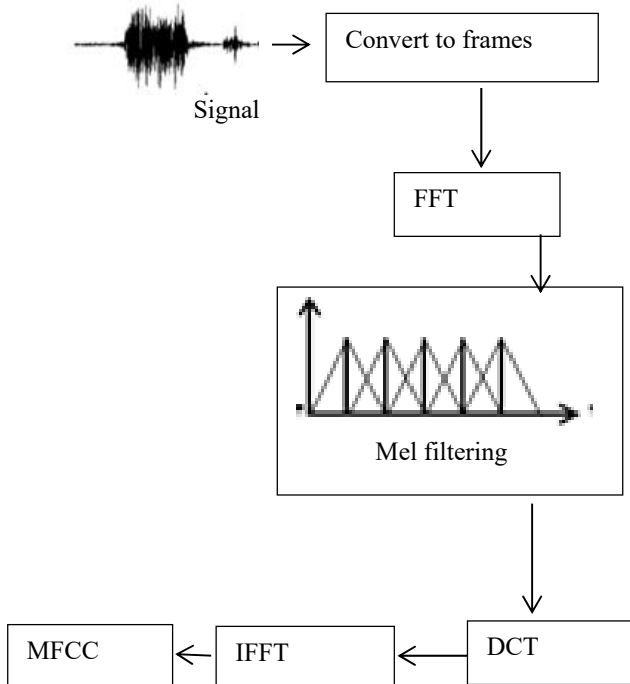 Convert to frames
Signal
FFT
Mel filtering
DCT
IFFT
MFCC